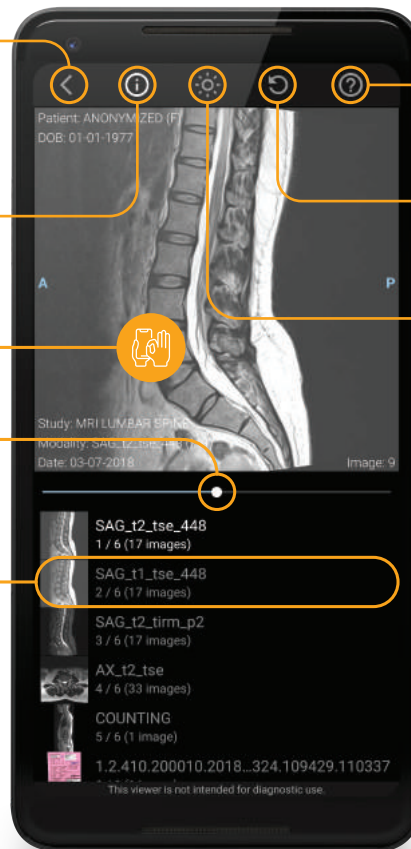 Patient: ANONYMIZED (F)
DOB: 01-01-1977
A
P
Study: MRI LUMBAR SPINE
Modality: SAG_t2_tse_448
Date: 03-07-2018
Image: 9
SAG_t2_tse_448
1 / 6 (17 images)
SAG_t1_tse_448
2 / 6 (17 images)
SAG_t2_tirm_p2
3 / 6 (17 images)
AX_t2_tse
4 / 6 (33 images)
COUNTING
5 / 6 (1 image)
1.2.410.200010.2018...324.109429.110337
This viewer is not intended for diagnostic use.